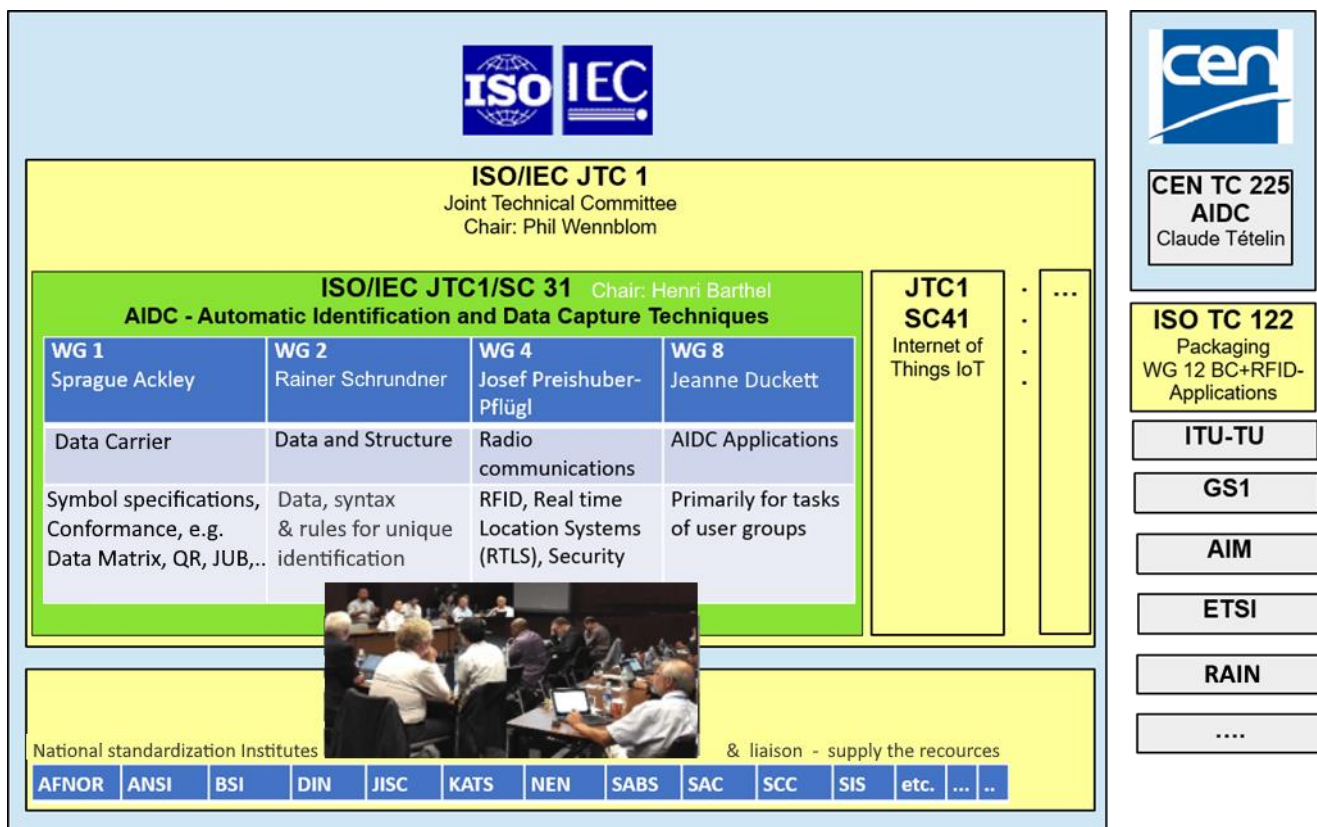 ISO IEC
ISO/IEC JTC 1
Joint Technical Committee
Chair: Phil Wennblom
ISO/IEC JTC1/SC 31 Chair: Henri Barthel
AIDC - Automatic Identification and Data Capture Techniques
WG 1
Sprague Ackley
WG 2
Rainer Schrundner
WG 4
Josef Preishuber-
Pflügl
WG 8
Jeanne Duckett
Data Carrier
Data and Structure
Radio
communications
AIDC Applications
Symbol specifications,
Conformance, e.g.
Data Matrix, QR, JUB,..
Data, syntax
& rules for unique
identification
RFID, Real time
Location Systems
(RTLS), Security
Primarily for tasks
of user groups
JTC1
SC41
Internet of
Things IoT
. . . .
...
National standardization Institutes
& liaison - supply the recources
AFNOR ANSI BSI DIN JISC KATS NEN SABS SAC SCC SIS etc. ... ..
cen
CEN TC 225
AIDC
Claude Tételin
ISO TC 122
Packaging
WG 12 BC+RFID-
Applications
ITU-TU
GS1
AIM
ETSI
RAIN
....